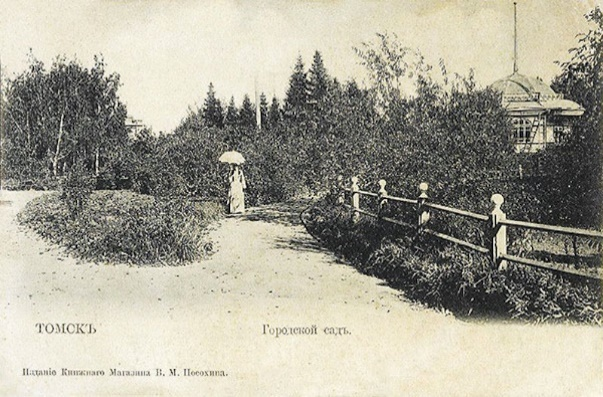 ТОМСКЪ
Городской садъ.
Изданіе Книжнаго Магазина В. М. Посохина.